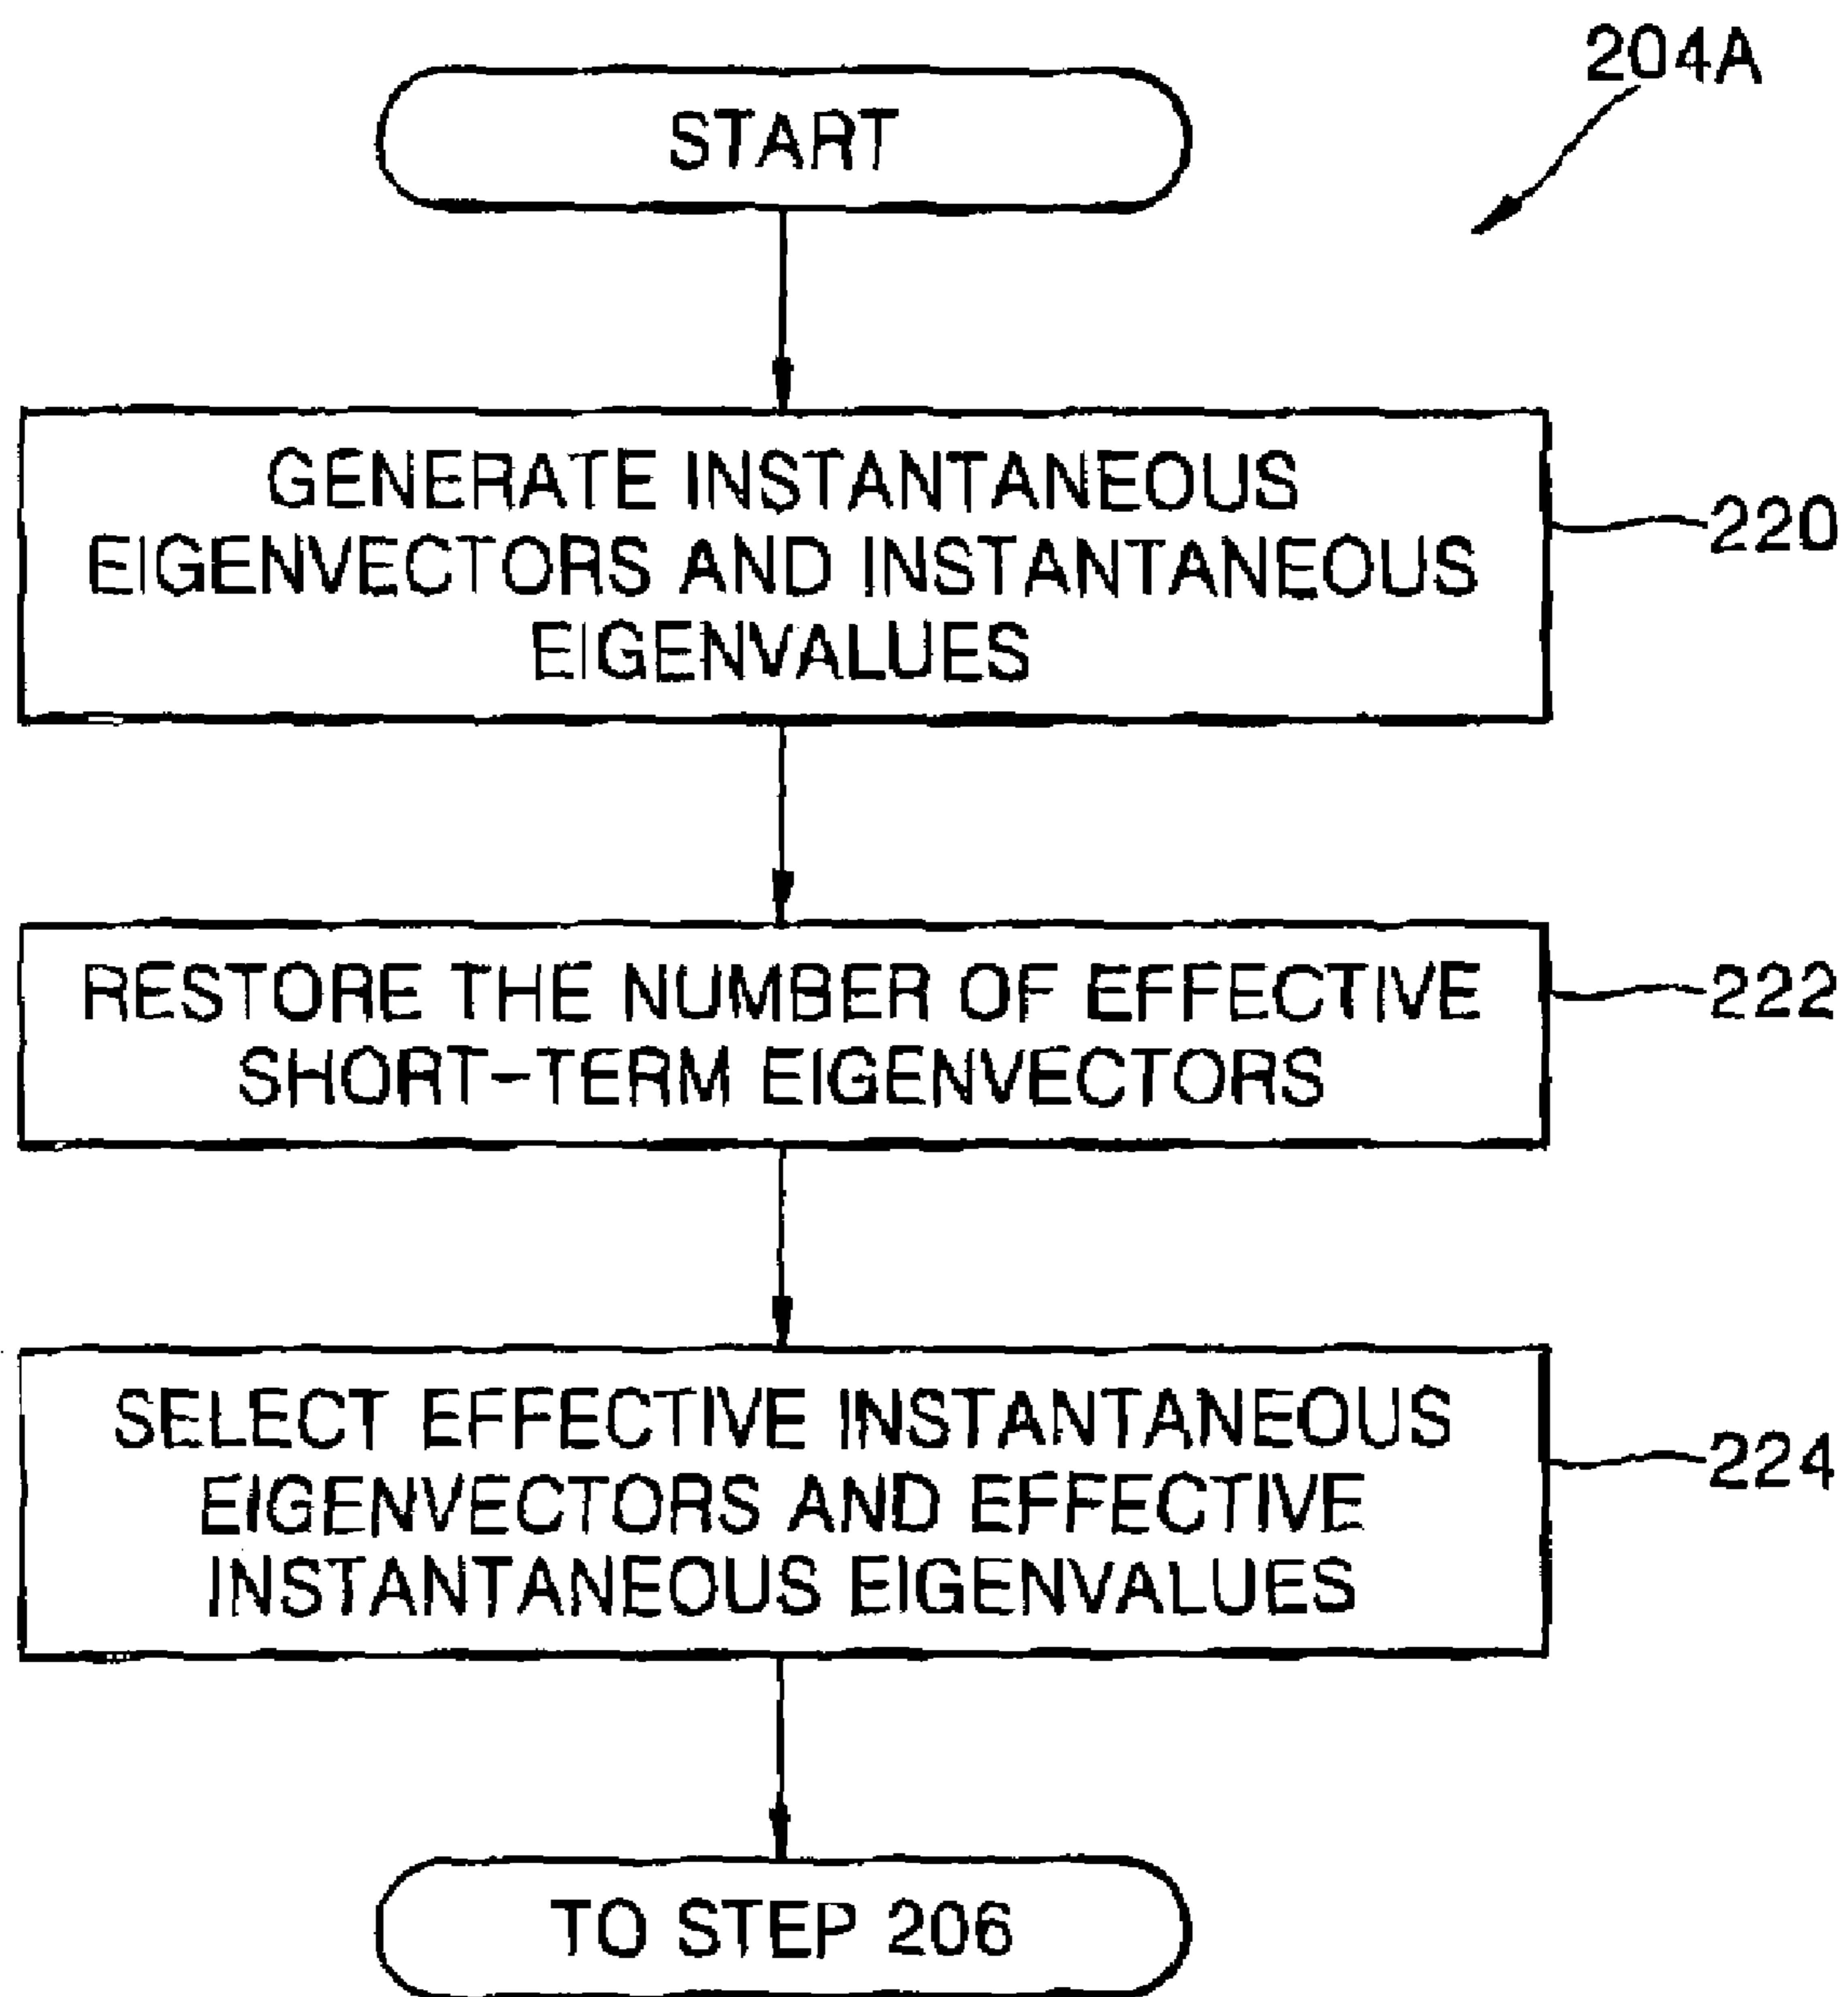 204A
START
GENERATE INSTANTANEOUS
EIGENVECTORS AND INSTANTANEOUS
EIGENVALUES
220
RESTORE THE NUMBER OF EFFECTIVE
SHORT-TERM EIGENVECTORS
222
SELECT EFFECTIVE INSTANTANEOUS
EIGENVECTORS AND EFFECTIVE
INSTANTANEOUS EIGENVALUES
224
TO STEP 206